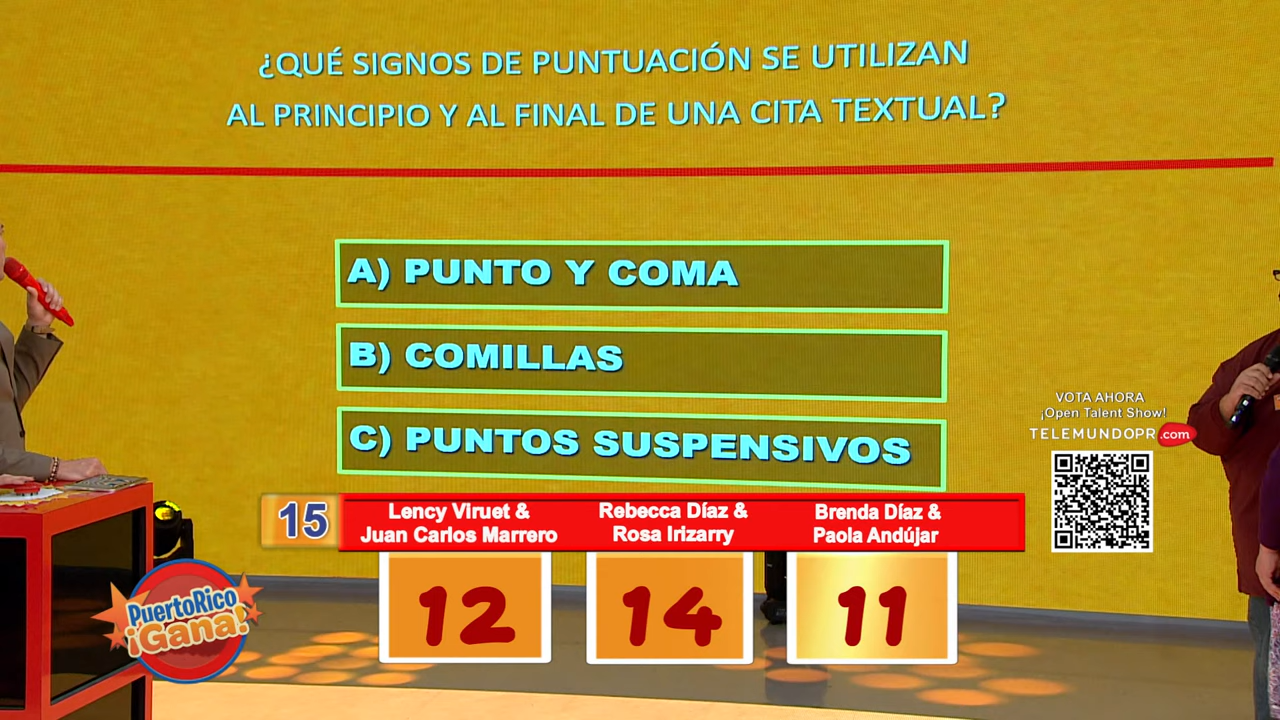 ¿QUÉ SIGNOS DE PUNTUACIÓN SE UTILIZAN
AL PRINCIPIO Y AL FINAL DE UNA CITA TEXTUAL?
A) PUNTO Y COMA
B) COMILLAS
C) PUNTOS SUSPENSIVOS
VOTA AHORA
¡Open Talent Show!
TELEMUNDOPR.com
15
Lency Viruet &
Juan Carlos Marrero
Rebecca Díaz &
Rosa Irizarry
Brenda Díaz &
Paola Andújar
12
14
11
PuertoRico
¡Gana!